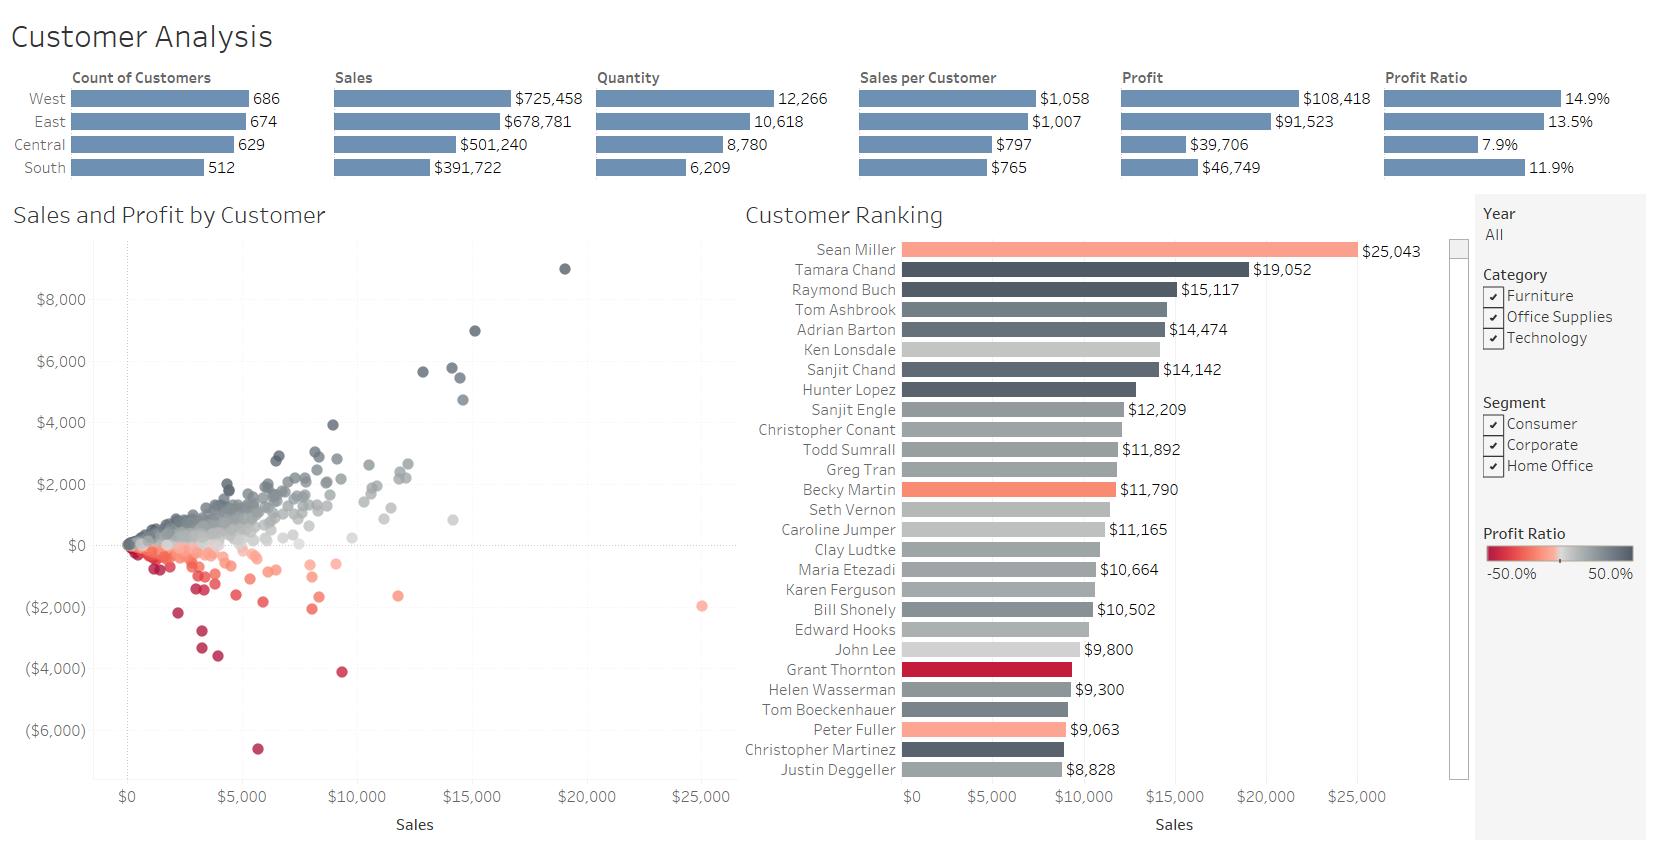 Customer Analysis
Count of Customers Sales Quantity Sales per Customer Profit Profit Ratio
West 686 $725,458 12,266 $1,058 $108,418 14.9%
East 674 $678,781 10,618 $1,007 $91,523 13.5%
Central 629 $501,240 8,780 $797 $39,706 7.9%
South 512 $391,722 6,209 $765 $46,749 11.9%
Sales and Profit by Customer
$8,000
$6,000
$4,000
$2,000
$0
($2,000)
($4,000)
($6,000)
$0 $5,000 $10,000 $15,000 $20,000 $25,000
Sales
Customer Ranking
Sean Miller $25,043
Tamara Chand $19,052
Raymond Buch $15,117
Tom Ashbrook
Adrian Barton $14,474
Ken Lonsdale
Sanjit Chand $14,142
Hunter Lopez
Sanjit Engle $12,209
Christopher Conant
Todd Sumrall $11,892
Greg Tran
Becky Martin $11,790
Seth Vernon
Caroline Jumper $11,165
Clay Ludtke
Maria Etezadi $10,664
Karen Ferguson
Bill Shonely $10,502
Edward Hooks
John Lee $9,800
Grant Thornton
Helen Wasserman $9,300
Tom Boeckenhauer
Peter Fuller $9,063
Christopher Martinez
Justin Deggeller $8,828
$0 $5,000 $10,000 $15,000 $20,000 $25,000
Sales
Year
All
Category
Furniture
Office Supplies
Technology
Segment
Consumer
Corporate
Home Office
Profit Ratio
-50.0% 50.0%